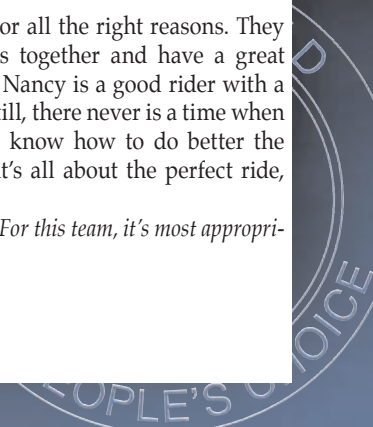 or all the right reasons. They
s together and have a great
Nancy is a good rider with a
till, there never is a time when
know how to do better the
t's all about the perfect ride,
For this team, it's most appropri-
D
OPLE'S CHOICE